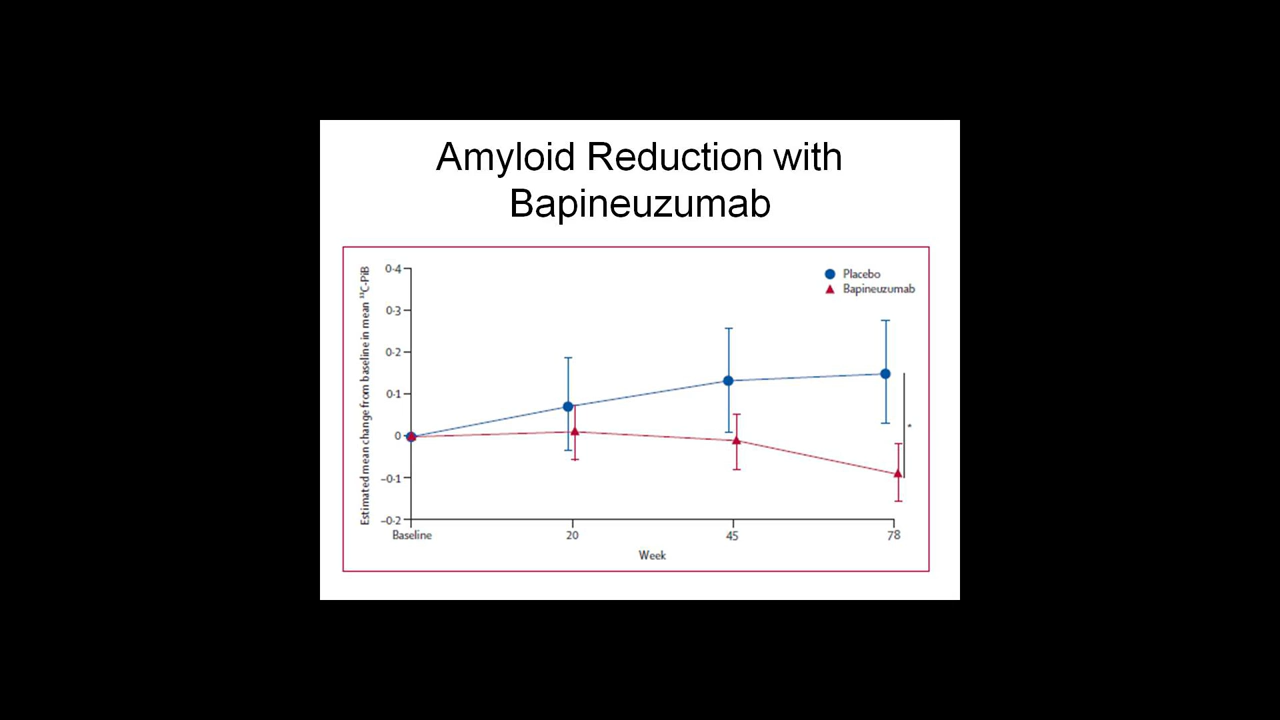 Amyloid Reduction with
Bapineuzumab
Estimated mean change from baseline in mean ¹¹C-PiB
0·4
0·3
0·2
0·1
0
–0·1
–0·2
Placebo
Bapineuzumab
*
Baseline
20
45
78
Week